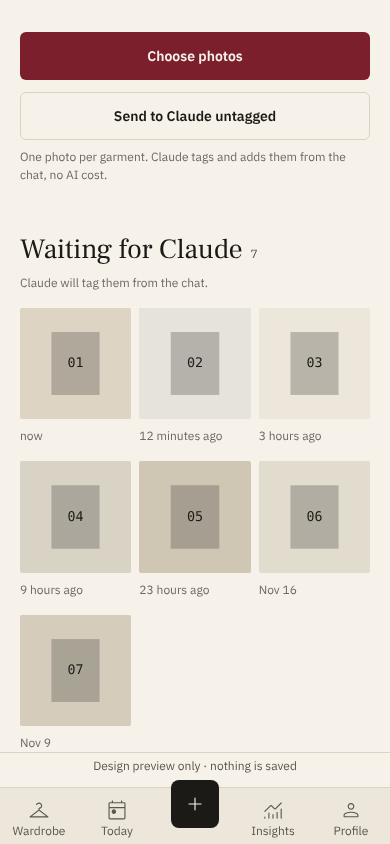 Choose photos
Send to Claude untagged
One photo per garment. Claude tags and adds them from the
chat, no AI cost.
Waiting for Claude 7
Claude will tag them from the chat.
01
02
03
now
12 minutes ago
3 hours ago
04
05
06
9 hours ago
23 hours ago
Nov 16
07
Nov 9
Design preview only · nothing is saved
Wardrobe
Today
Insights
Profile